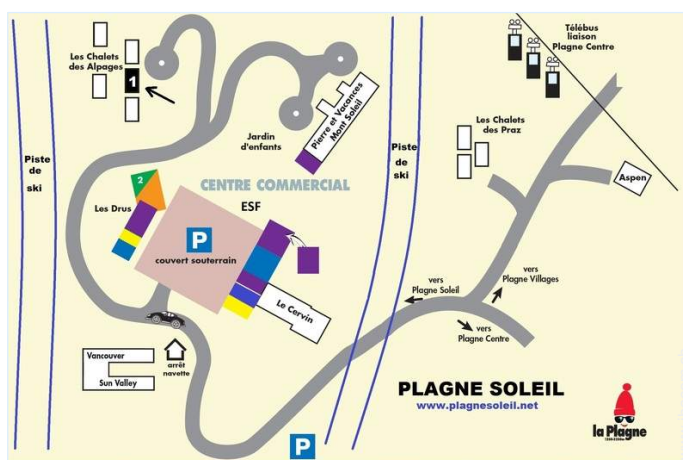 Télébus
liaison
Plagne Centre
Les Chalets
des Alpages
1
Jardin
d'enfants
Pierre et Vacances
Mont Soleil
Les Chalets
des Praz
Piste
de
ski
Piste
de
ski
Aspen
2
CENTRE COMMERCIAL
ESF
Les Drus
P
couvert souterrain
vers
Plagne Villages
vers
Plagne Soleil
vers
Plagne Centre
Le Cervin
Vancouver
Sun Valley
arrêt
navette
PLAGNE SOLEIL
www.plagnesoleil.net
P
la Plagne